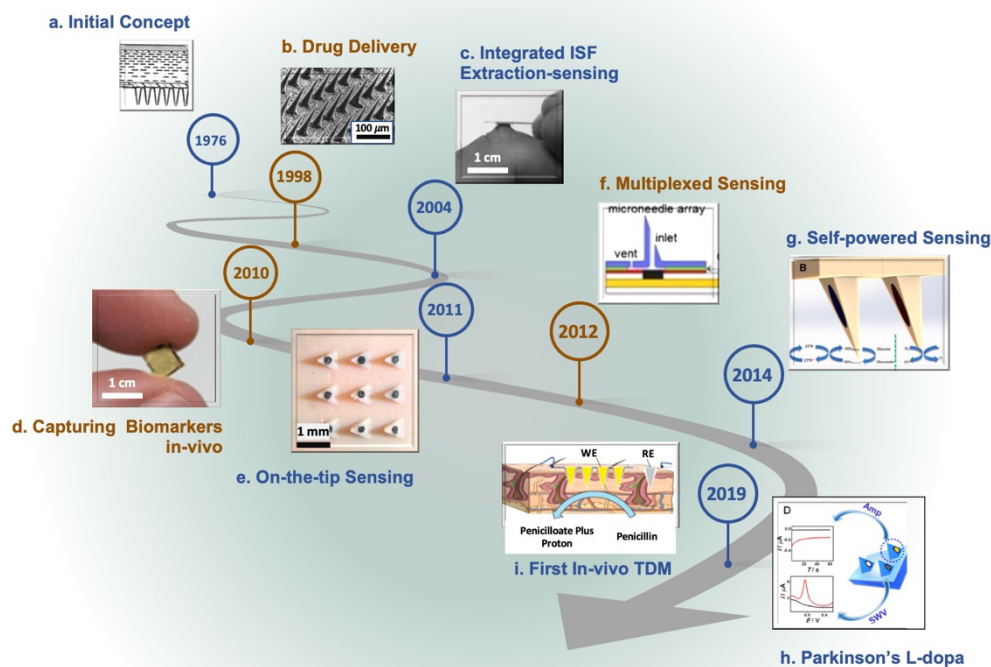 a. Initial Concept
b. Drug Delivery
100 µm
c. Integrated ISF
Extraction-sensing
1 cm
1976
1998
2004
f. Multiplexed Sensing
microneedle array
inlet
vent
g. Self-powered Sensing
B
2010
2011
2012
2014
1 cm
d. Capturing Biomarkers
in-vivo
1 mm
e. On-the-tip Sensing
WE
RE
Penicilloate Plus
Proton
Penicillin
i. First In-vivo TDM
2019
D
Amp
I / µA
T / s
I / µA
E / V
SWV
h. Parkinson's L-dopa